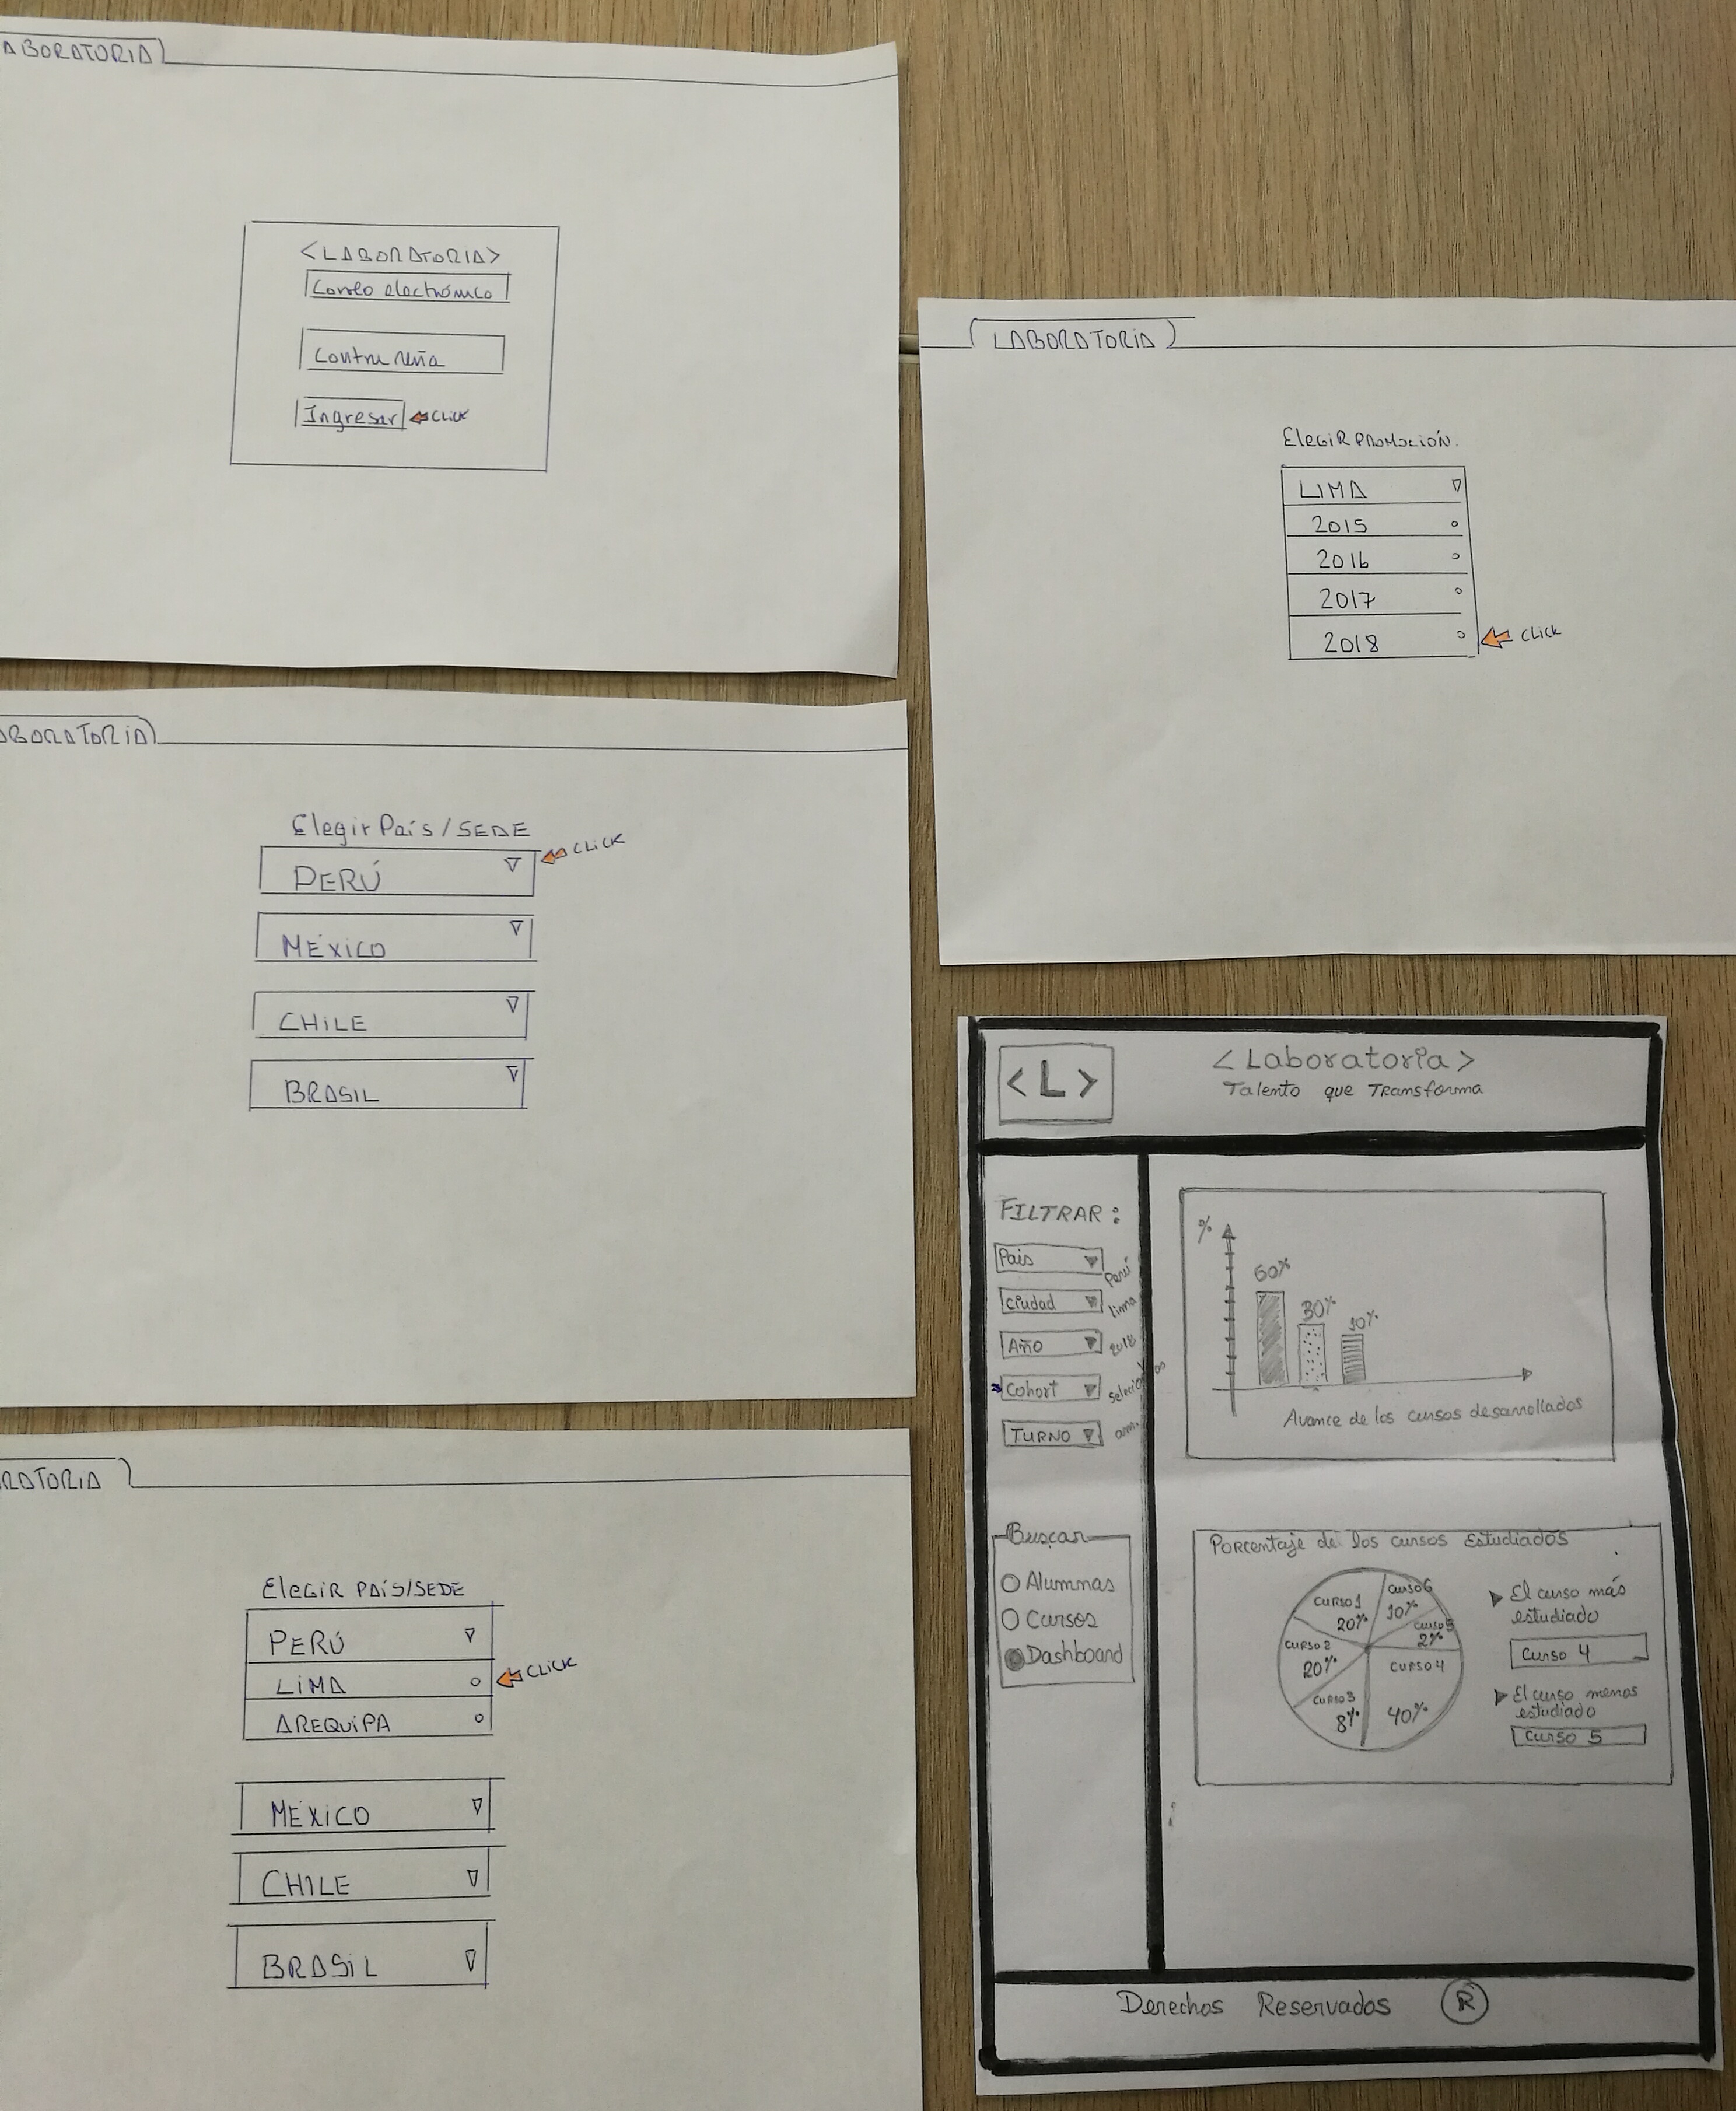 ABORATORIA
<LABORATORIA>
Correo electrónico
Contraseña
Ingresar CLICK
ABORATORIA
Elegir País/SEDE
PERÚ CLICK
MÉXICO
CHILE
BRASIL
RATORIA
ELEGIR PAÍS/SEDE
PERÚ
LIMA CLICK
AREQUIPA
MÉXICO
CHILE
BRASIL
LABORATORIA
ELEGIR PROMOCIÓN.
LIMA
2015
2016
2017
2018 CLICK
<L>
<Laboratoria>
Talento que Transforma
FILTRAR:
País Perú
Ciudad lima
Año 2018
Cohort
TURNO am.
Buscar
Alumnas
Cursos
Dashboard
%
60%
30%
10%
Avance de los cursos desarrollados
Porcentaje de los cursos Estudiados
CURSO 1
20%
CURSO 2
20%
CURSO 3
8%
CURSO 4
40%
CURSO 5
2%
CURSO 6
10%
El curso más
estudiado
Curso 4
El curso menos
estudiado
Curso 5
Derechos Reservados ®